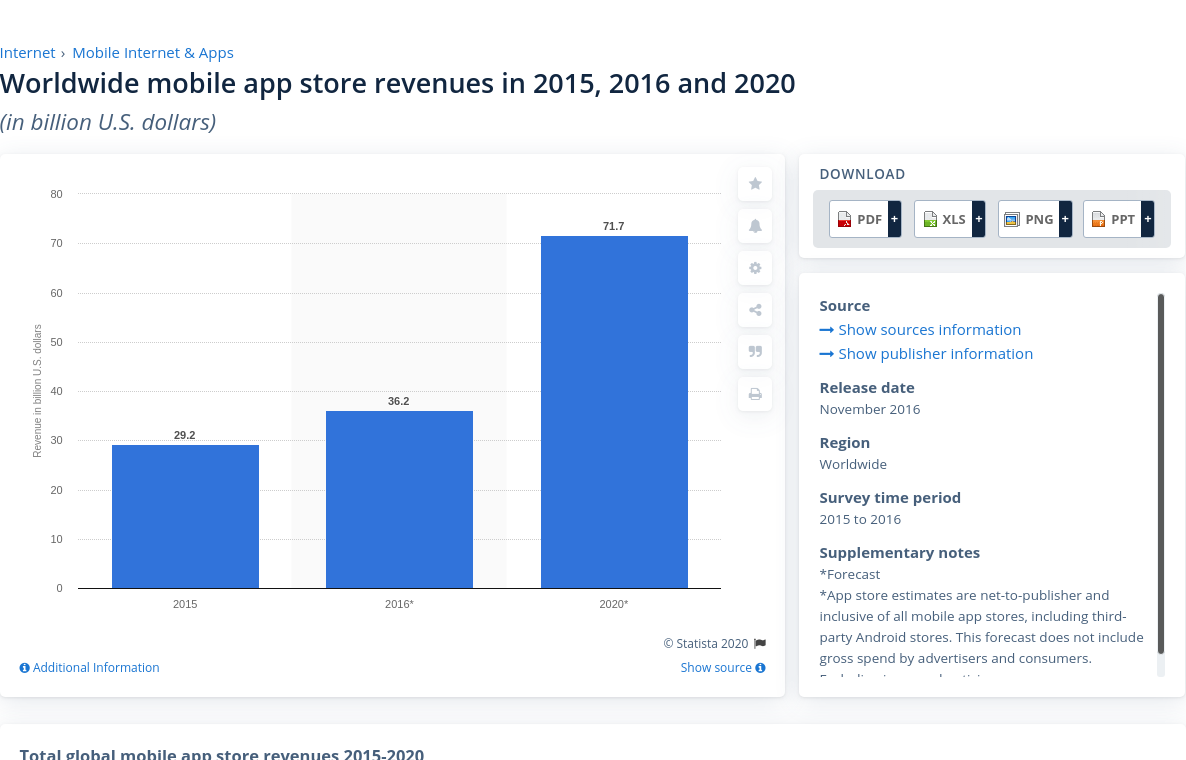 Internet › Mobile Internet & Apps
Worldwide mobile app store revenues in 2015, 2016 and 2020
(in billion U.S. dollars)
80
70
60
50
40
30
20
10
0
Revenue in billion U.S. dollars
29.2
36.2
71.7
2015
2016*
2020*
© Statista 2020
Additional Information
Show source
DOWNLOAD
PDF +
XLS +
PNG +
PPT +
Source
Show sources information
Show publisher information
Release date
November 2016
Region
Worldwide
Survey time period
2015 to 2016
Supplementary notes
*Forecast
*App store estimates are net-to-publisher and
inclusive of all mobile app stores, including third-
party Android stores. This forecast does not include
gross spend by advertisers and consumers.
Total global mobile app store revenues 2015-2020